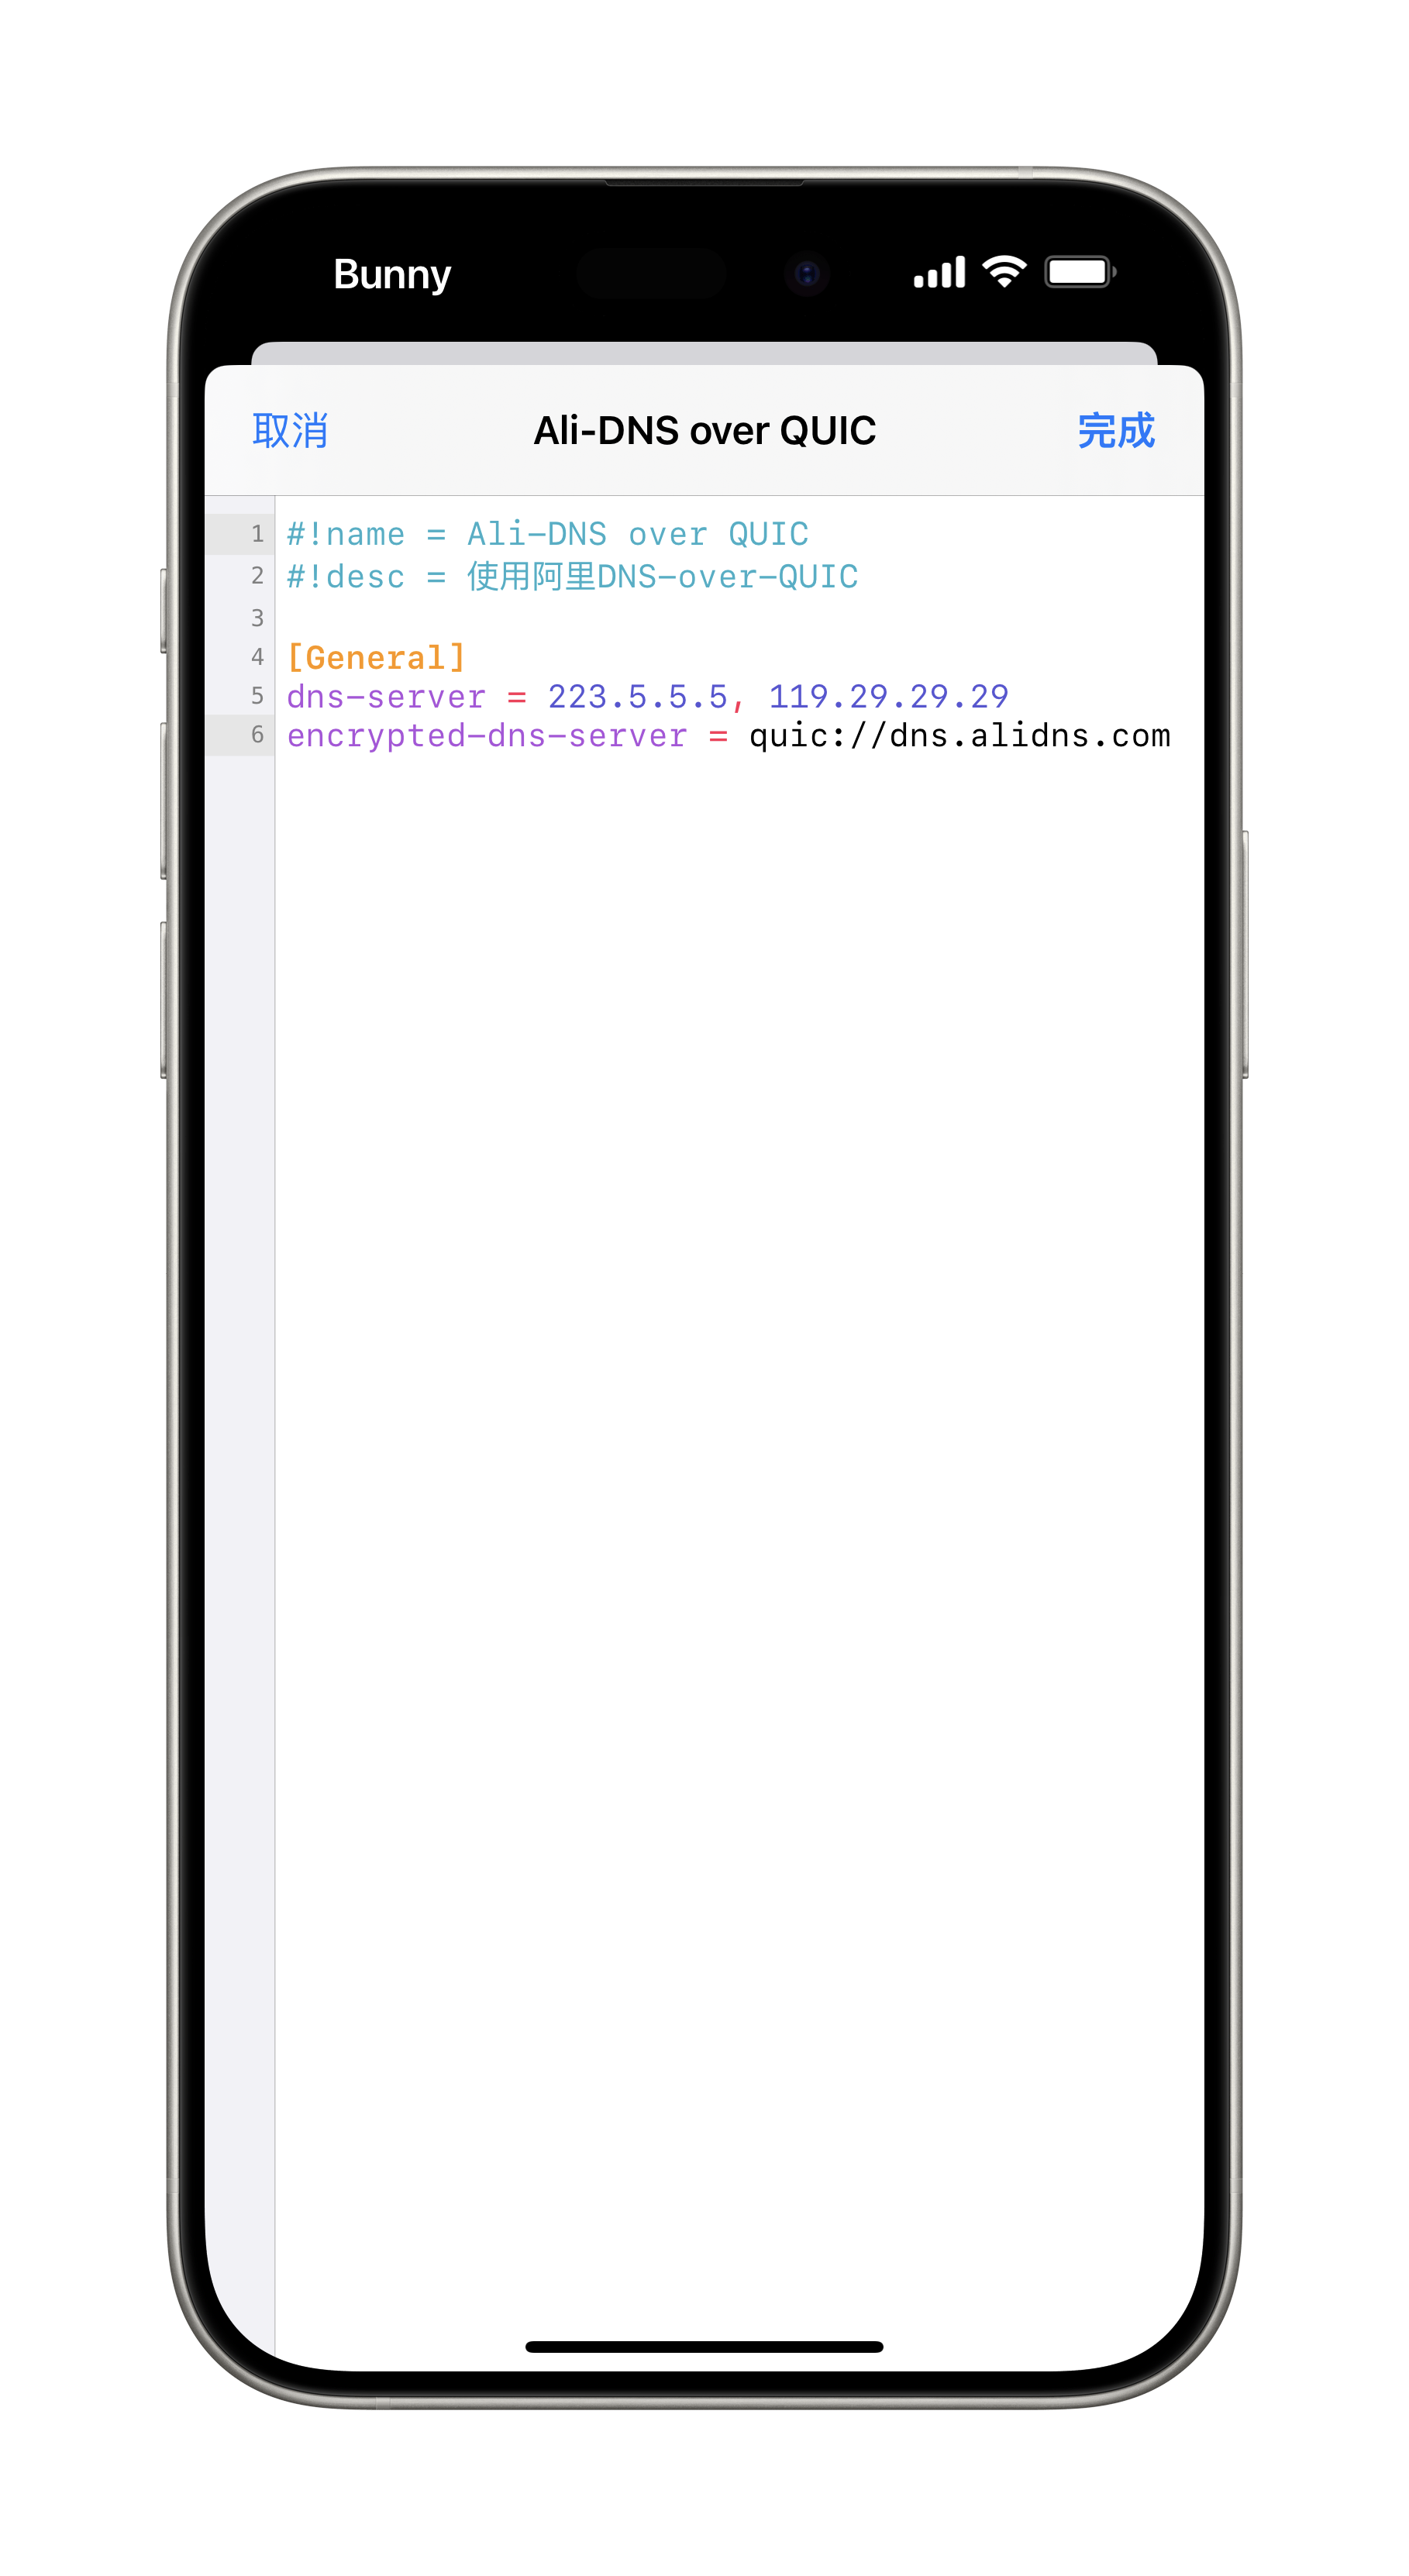 Bunny
取消 Ali-DNS over QUIC 完成
1 #!name = Ali-DNS over QUIC
2 #!desc = 使用阿里DNS-over-QUIC
3
4 [General]
5 dns-server = 223.5.5.5, 119.29.29.29
6 encrypted-dns-server = quic://dns.alidns.com